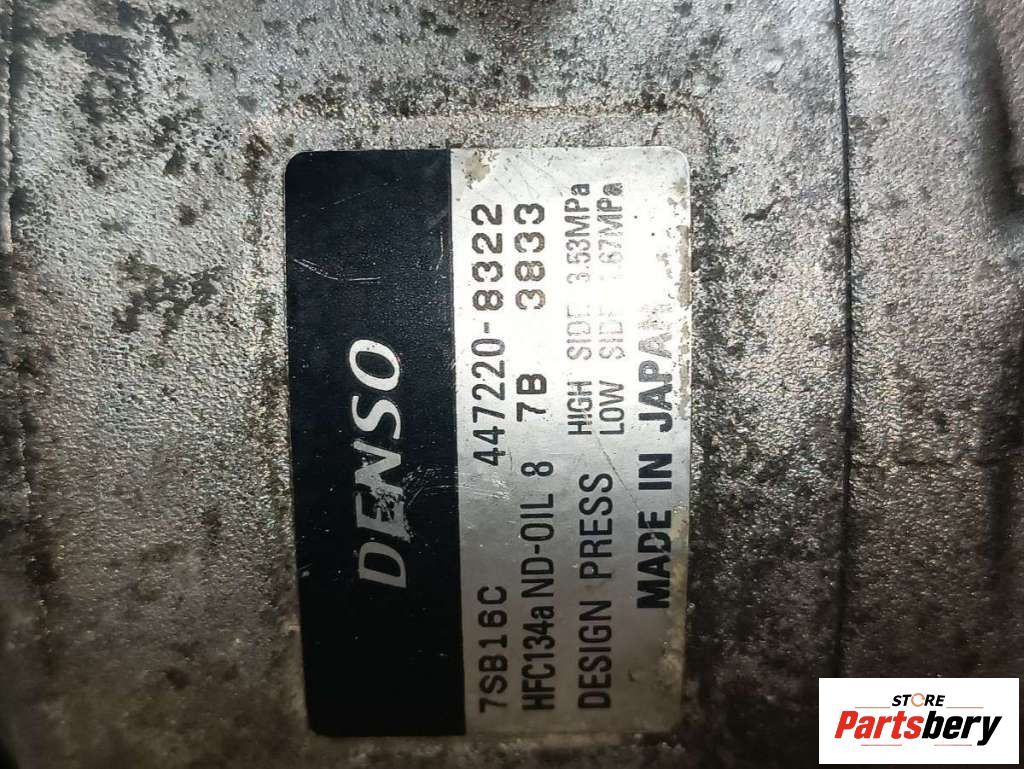 DENSO
7SB16C 447220-8322
HFC134a ND-OIL 8 7B 3833
DESIGN PRESS HIGH SIDE 3.53MPa
LOW SIDE 1.67MPa
MADE IN JAPAN
STORE
Partsbery